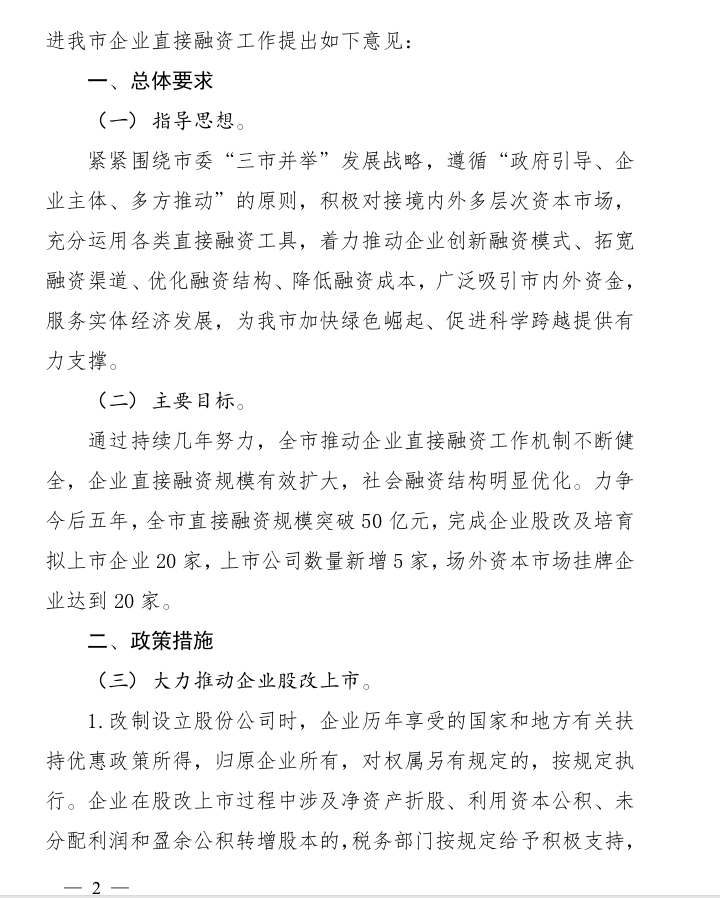 进我市企业直接融资工作提出如下意见：
一、总体要求
（一）指导思想。
紧紧围绕市委“三市并举”发展战略，遵循“政府引导、企
业主体、多方推动”的原则，积极对接境内外多层次资本市场，
充分运用各类直接融资工具，着力推动企业创新融资模式、拓宽
融资渠道、优化融资结构、降低融资成本，广泛吸引市内外资金，
服务实体经济发展，为我市加快绿色崛起、促进科学跨越提供有
力支撑。
（二）主要目标。
通过持续几年努力，全市推动企业直接融资工作机制不断健
全，企业直接融资规模有效扩大，社会融资结构明显优化。力争
今后五年，全市直接融资规模突破 50 亿元，完成企业股改及培育
拟上市企业 20 家，上市公司数量新增 5 家，场外资本市场挂牌企
业达到 20 家。
二、政策措施
（三）大力推动企业股改上市。
1. 改制设立股份公司时，企业历年享受的国家和地方有关扶
持优惠政策所得，归原企业所有，对权属另有规定的，按规定执
行。企业在股改上市过程中涉及净资产折股、利用资本公积、未
分配利润和盈余公积转增股本的，税务部门按规定给予积极支持，
— 2 —